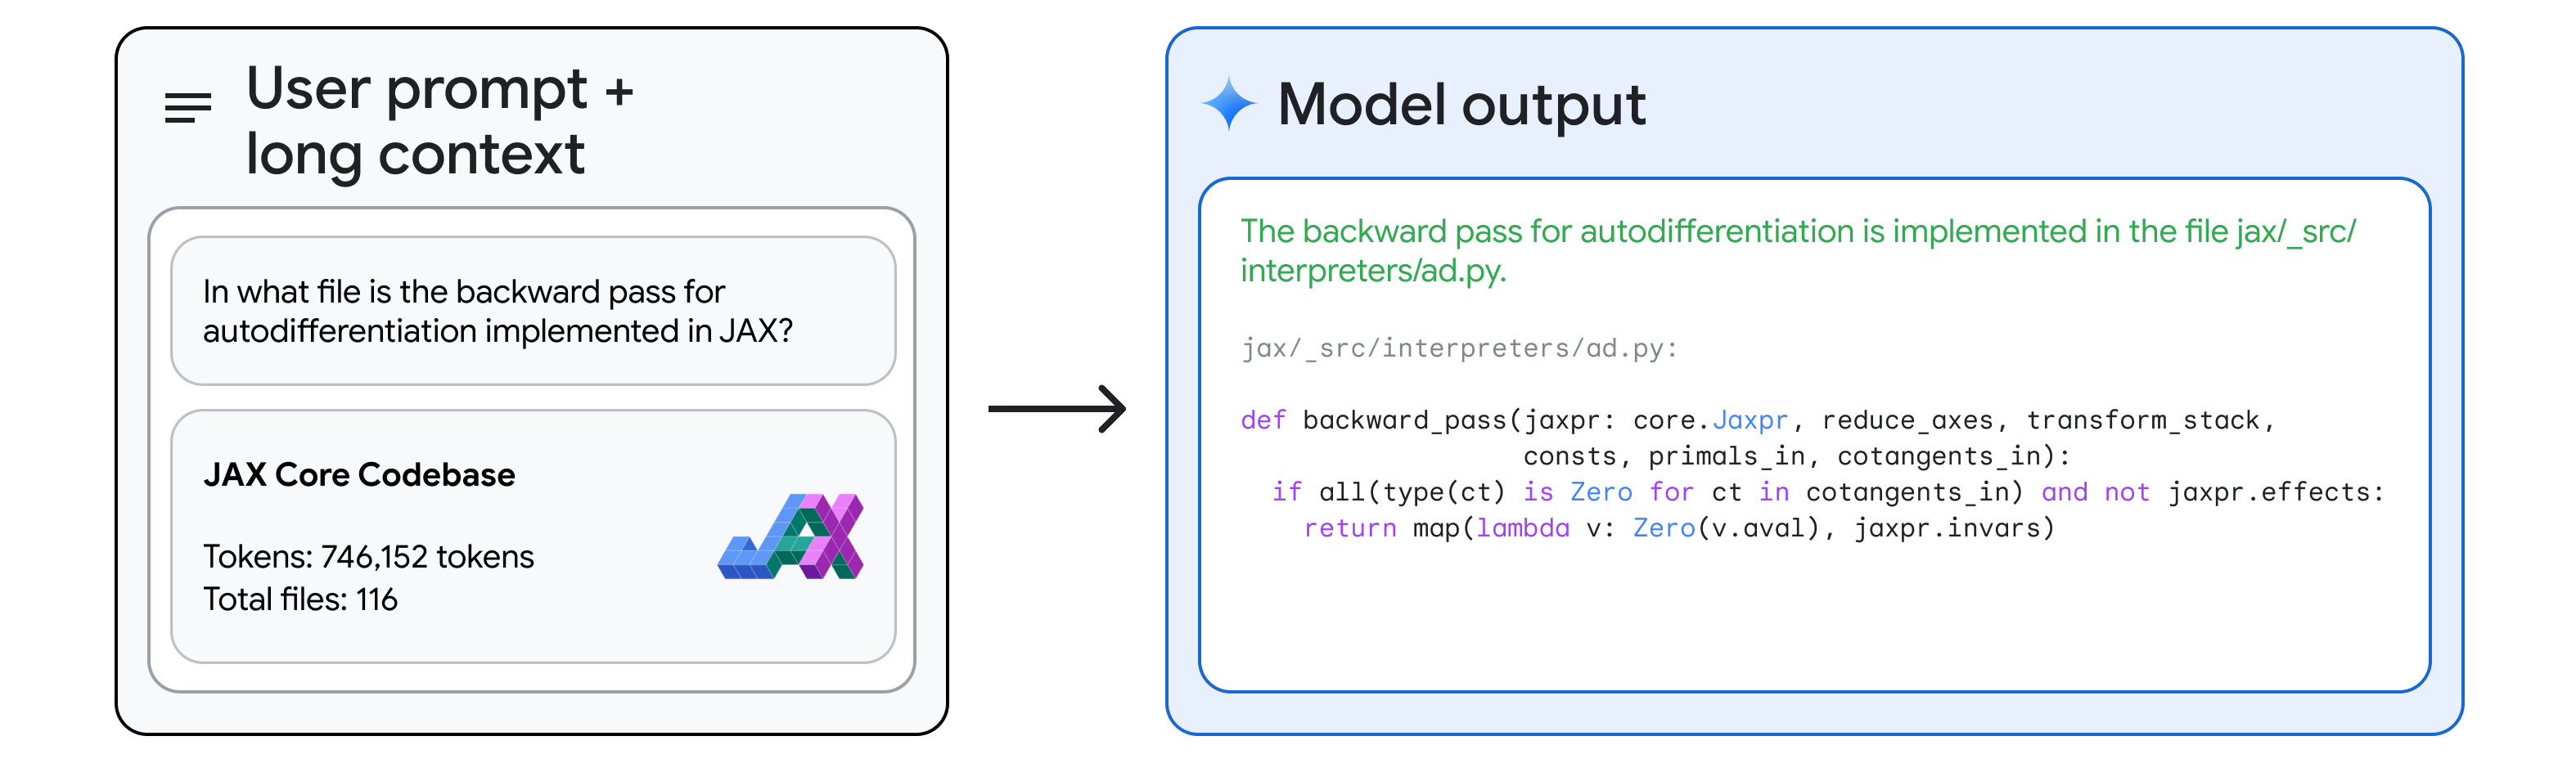 User prompt +
long context
In what file is the backward pass for
autodifferentiation implemented in JAX?
JAX Core Codebase
Tokens: 746,152 tokens
Total files: 116
JAX
Model output
The backward pass for autodifferentiation is implemented in the file jax/_src/
interpreters/ad.py.
jax/_src/interpreters/ad.py:
def backward_pass(jaxpr: core.Jaxpr, reduce_axes, transform_stack,
                  consts, primals_in, cotangents_in):
  if all(type(ct) is Zero for ct in cotangents_in) and not jaxpr.effects:
    return map(lambda v: Zero(v.aval), jaxpr.invars)